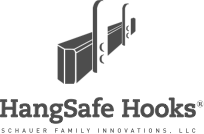 HangSafe Hooks®
SCHAUER FAMILY INNOVATIONS, LLC